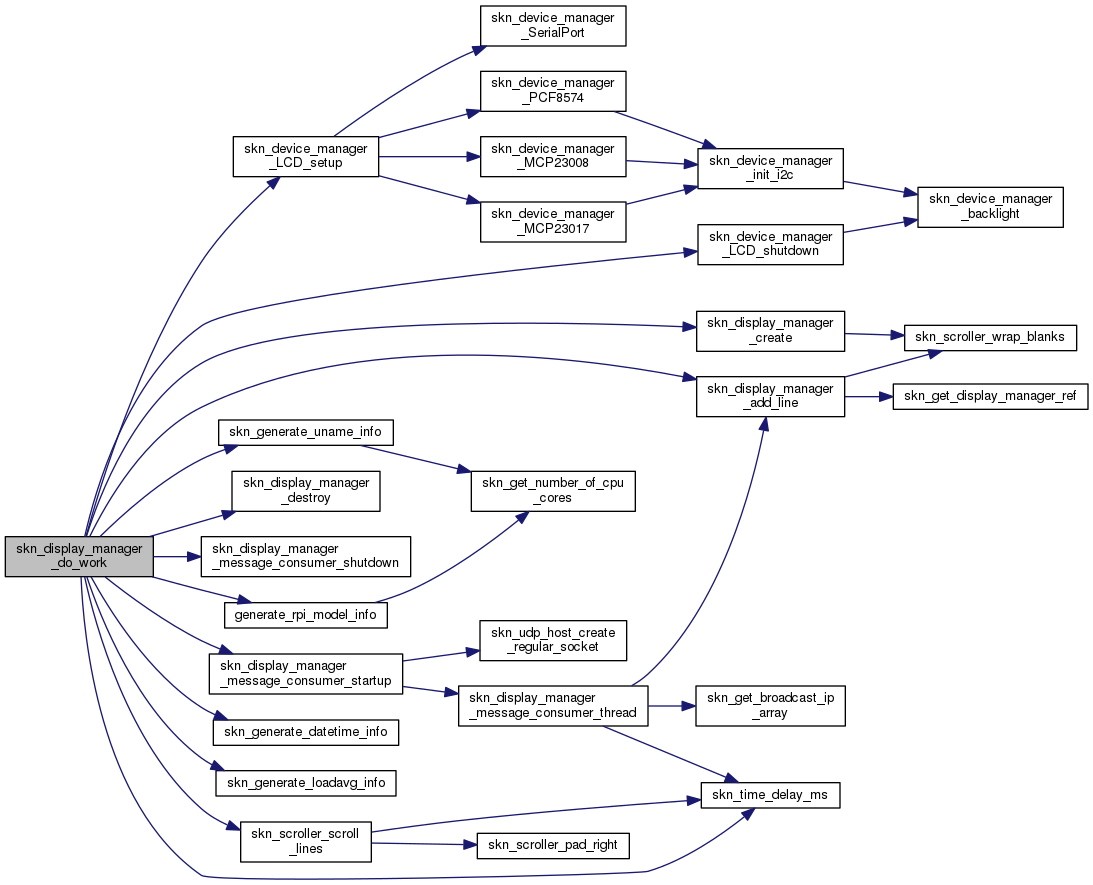 skn_device_manager
_SerialPort
skn_device_manager
_PCF8574
skn_device_manager
_LCD_setup
skn_device_manager
_MCP23008
skn_device_manager
_init_i2c
skn_device_manager
_backlight
skn_device_manager
_MCP23017
skn_device_manager
_LCD_shutdown
skn_display_manager
_create
skn_scroller_wrap_blanks
skn_display_manager
_add_line
skn_get_display_manager_ref
skn_generate_uname_info
skn_display_manager
_destroy
skn_get_number_of_cpu
_cores
skn_display_manager
_do_work
skn_display_manager
_message_consumer_shutdown
generate_rpi_model_info
skn_udp_host_create
_regular_socket
skn_display_manager
_message_consumer_startup
skn_display_manager
_message_consumer_thread
skn_get_broadcast_ip
_array
skn_generate_datetime_info
skn_generate_loadavg_info
skn_time_delay_ms
skn_scroller_scroll
_lines
skn_scroller_pad_right